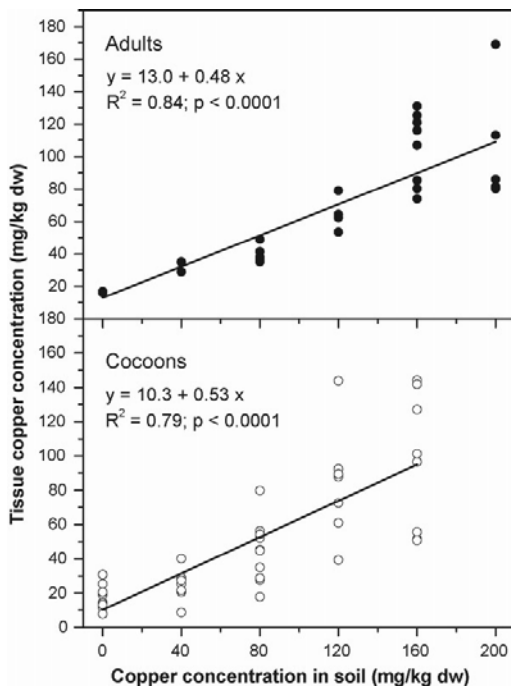 180
160
Adults
140
y = 13.0 + 0.48 x
120
R² = 0.84; p < 0.0001
100
80
60
40
20
180
160
Cocoons
140
y = 10.3 + 0.53 x
120
R² = 0.79; p < 0.0001
100
80
60
40
20
0
0 40 80 120 160 200
Copper concentration in soil (mg/kg dw)
Tissue copper concentration (mg/kg dw)